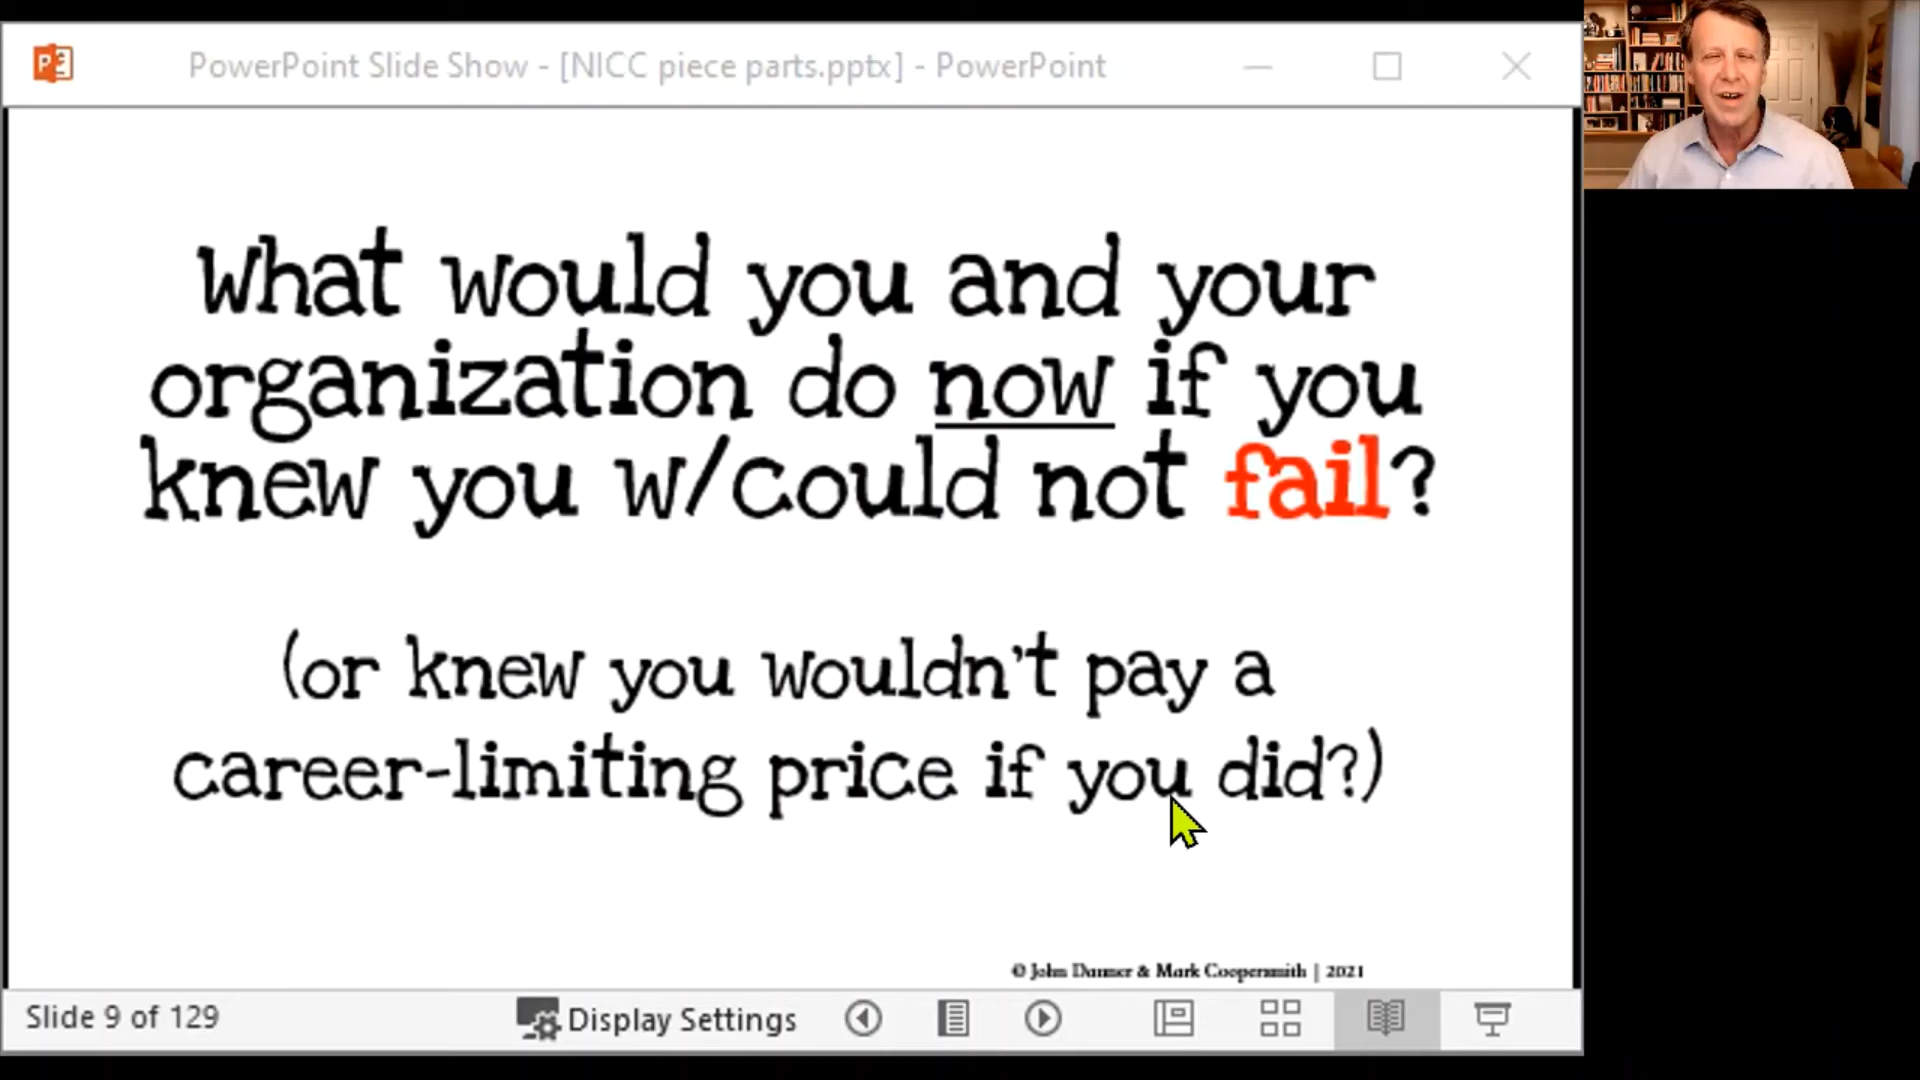 PowerPoint Slide Show - [NICC piece parts.pptx] - PowerPoint
What would you and your
organization do now if you
knew you w/could not fail?
(or knew you wouldn't pay a
career-limiting price if you did?)
© John Danner & Mark Coopersmith | 2021
Slide 9 of 129
Display Settings